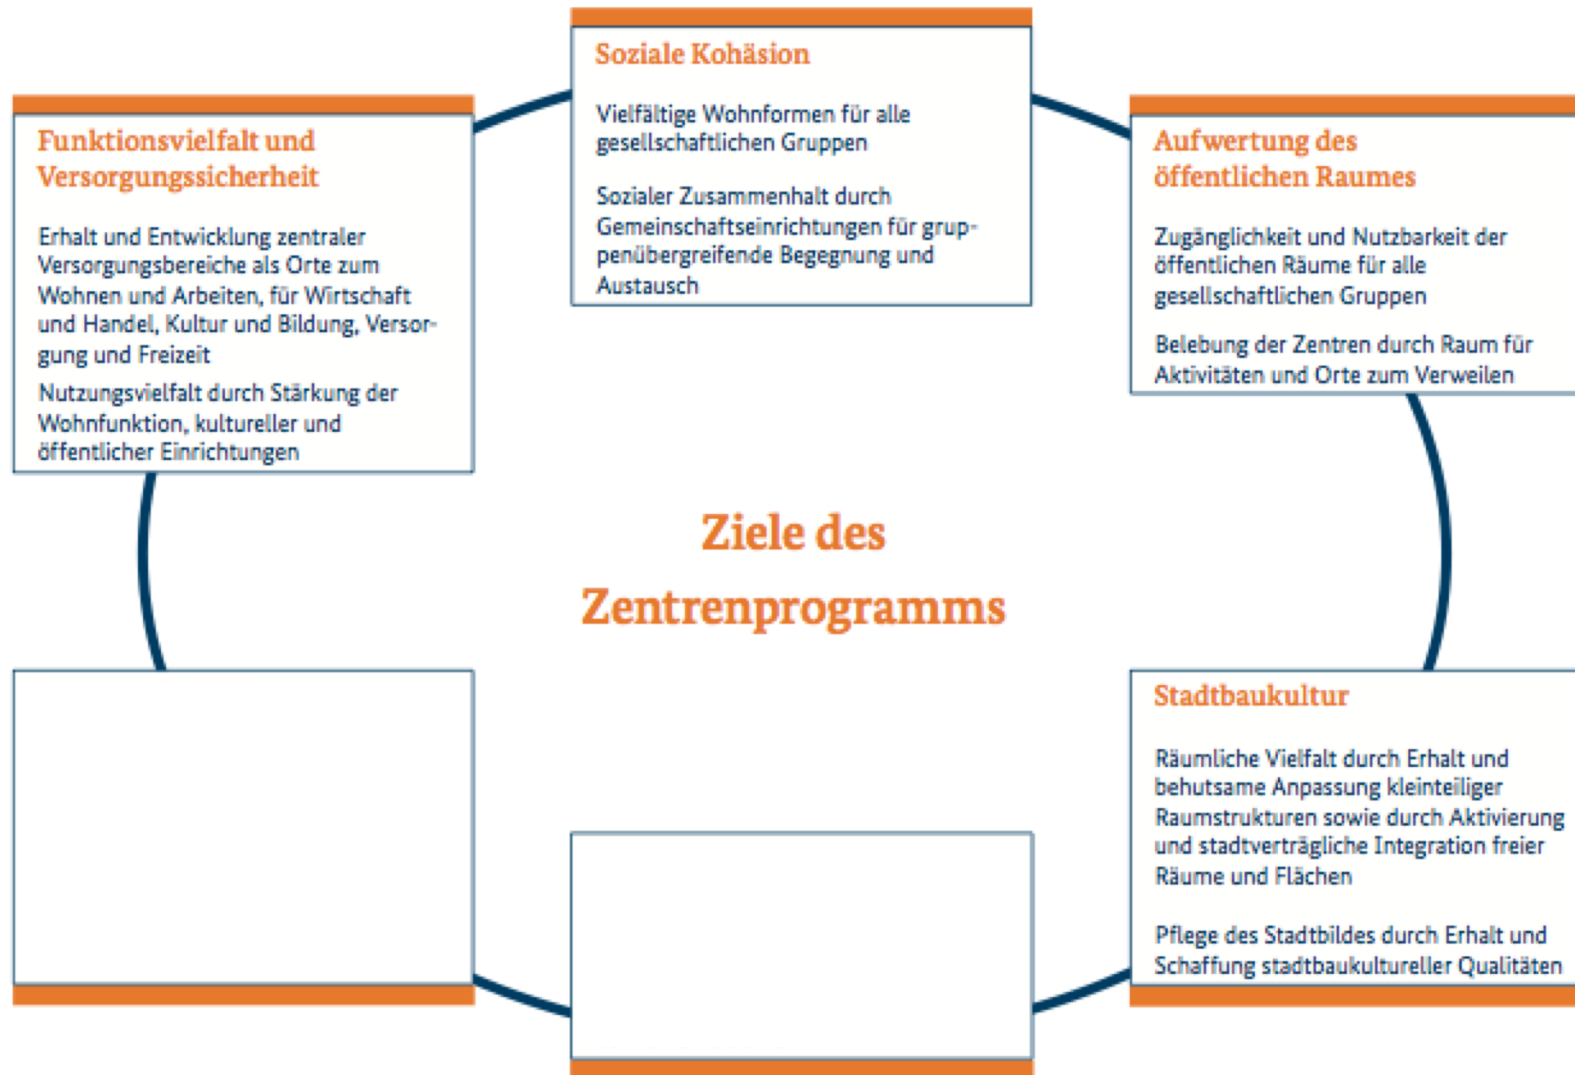 Soziale Kohäsion
Vielfältige Wohnformen für alle
gesellschaftlichen Gruppen
Sozialer Zusammenhalt durch
Gemeinschaftseinrichtungen für grup-
penübergreifende Begegnung und
Austausch
Funktionsvielfalt und
Versorgungssicherheit
Erhalt und Entwicklung zentraler
Versorgungsbereiche als Orte zum
Wohnen und Arbeiten, für Wirtschaft
und Handel, Kultur und Bildung, Versor-
gung und Freizeit
Nutzungsvielfalt durch Stärkung der
Wohnfunktion, kultureller und
öffentlicher Einrichtungen
Aufwertung des
öffentlichen Raumes
Zugänglichkeit und Nutzbarkeit der
öffentlichen Räume für alle
gesellschaftlichen Gruppen
Belebung der Zentren durch Raum für
Aktivitäten und Orte zum Verweilen
Ziele des
Zentrenprogramms
Stadtbaukultur
Räumliche Vielfalt durch Erhalt und
behutsame Anpassung kleinteiliger
Raumstrukturen sowie durch Aktivierung
und stadtverträgliche Integration freier
Räume und Flächen
Pflege des Stadtbildes durch Erhalt und
Schaffung stadtbaukultureller Qualitäten